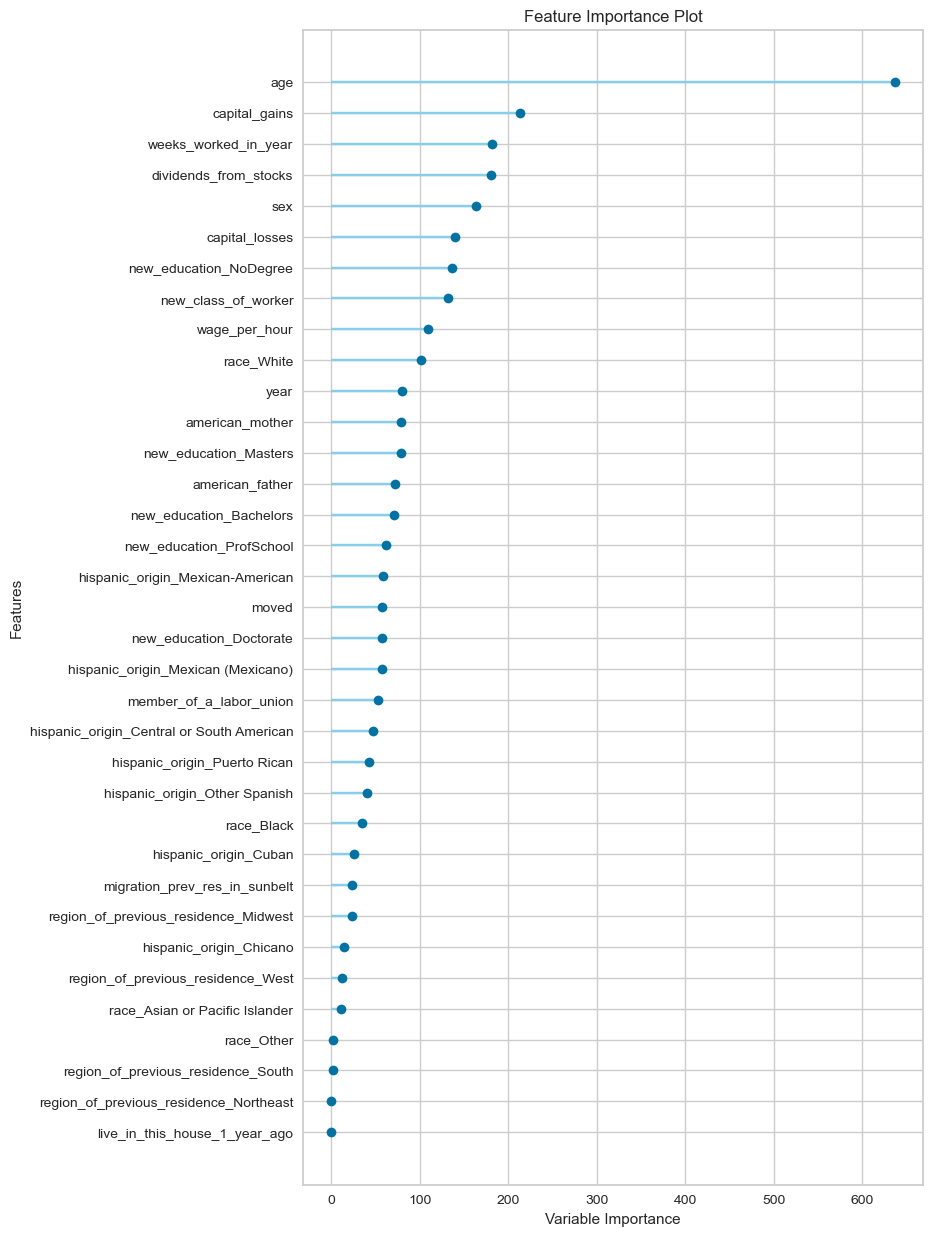 Feature Importance Plot
age
capital_gains
weeks_worked_in_year
dividends_from_stocks
sex
capital_losses
new_education_NoDegree
new_class_of_worker
wage_per_hour
race_White
year
american_mother
new_education_Masters
american_father
new_education_Bachelors
new_education_ProfSchool
hispanic_origin_Mexican-American
moved
new_education_Doctorate
hispanic_origin_Mexican (Mexicano)
member_of_a_labor_union
hispanic_origin_Central or South American
hispanic_origin_Puerto Rican
hispanic_origin_Other Spanish
race_Black
hispanic_origin_Cuban
migration_prev_res_in_sunbelt
region_of_previous_residence_Midwest
hispanic_origin_Chicano
region_of_previous_residence_West
race_Asian or Pacific Islander
race_Other
region_of_previous_residence_South
region_of_previous_residence_Northeast
live_in_this_house_1_year_ago
Features
0 100 200 300 400 500 600
Variable Importance